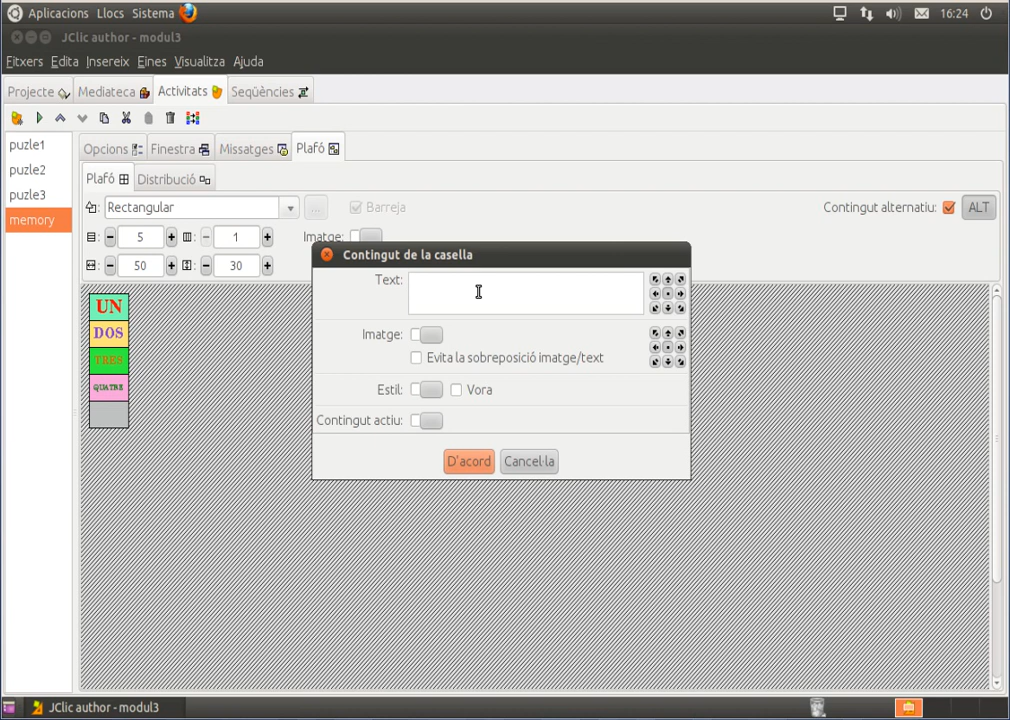 Aplicacions Llocs Sistema 16:24
JClic author - modul3
Fitxers Edita Insereix Eines Visualitza Ajuda
Projecte Mediateca Activitats Seqüències
puzle1
puzle2
puzle3
memory
Opcions Finestra Missatges Plafó
Plafó Distribució
Rectangular ... Barreja Contingut alternatiu: ALT
5 1 Imatge:
50 30
UN
DOS
TRES
QUATRE
Contingut de la casella
Text:
Imatge:
Evita la sobreposició imatge/text
Estil: Vora
Contingut actiu:
D'acord Cancel·la
JClic author - modul3